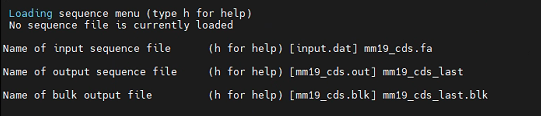 Loading sequence menu (type h for help)
No sequence file is currently loaded
Name of input sequence file (h for help) [input.dat] mm19_cds.fa
Name of output sequence file (h for help) [mm19_cds.out] mm19_cds_last
Name of bulk output file (h for help) [mm19_cds.blk] mm19_cds_last.blk